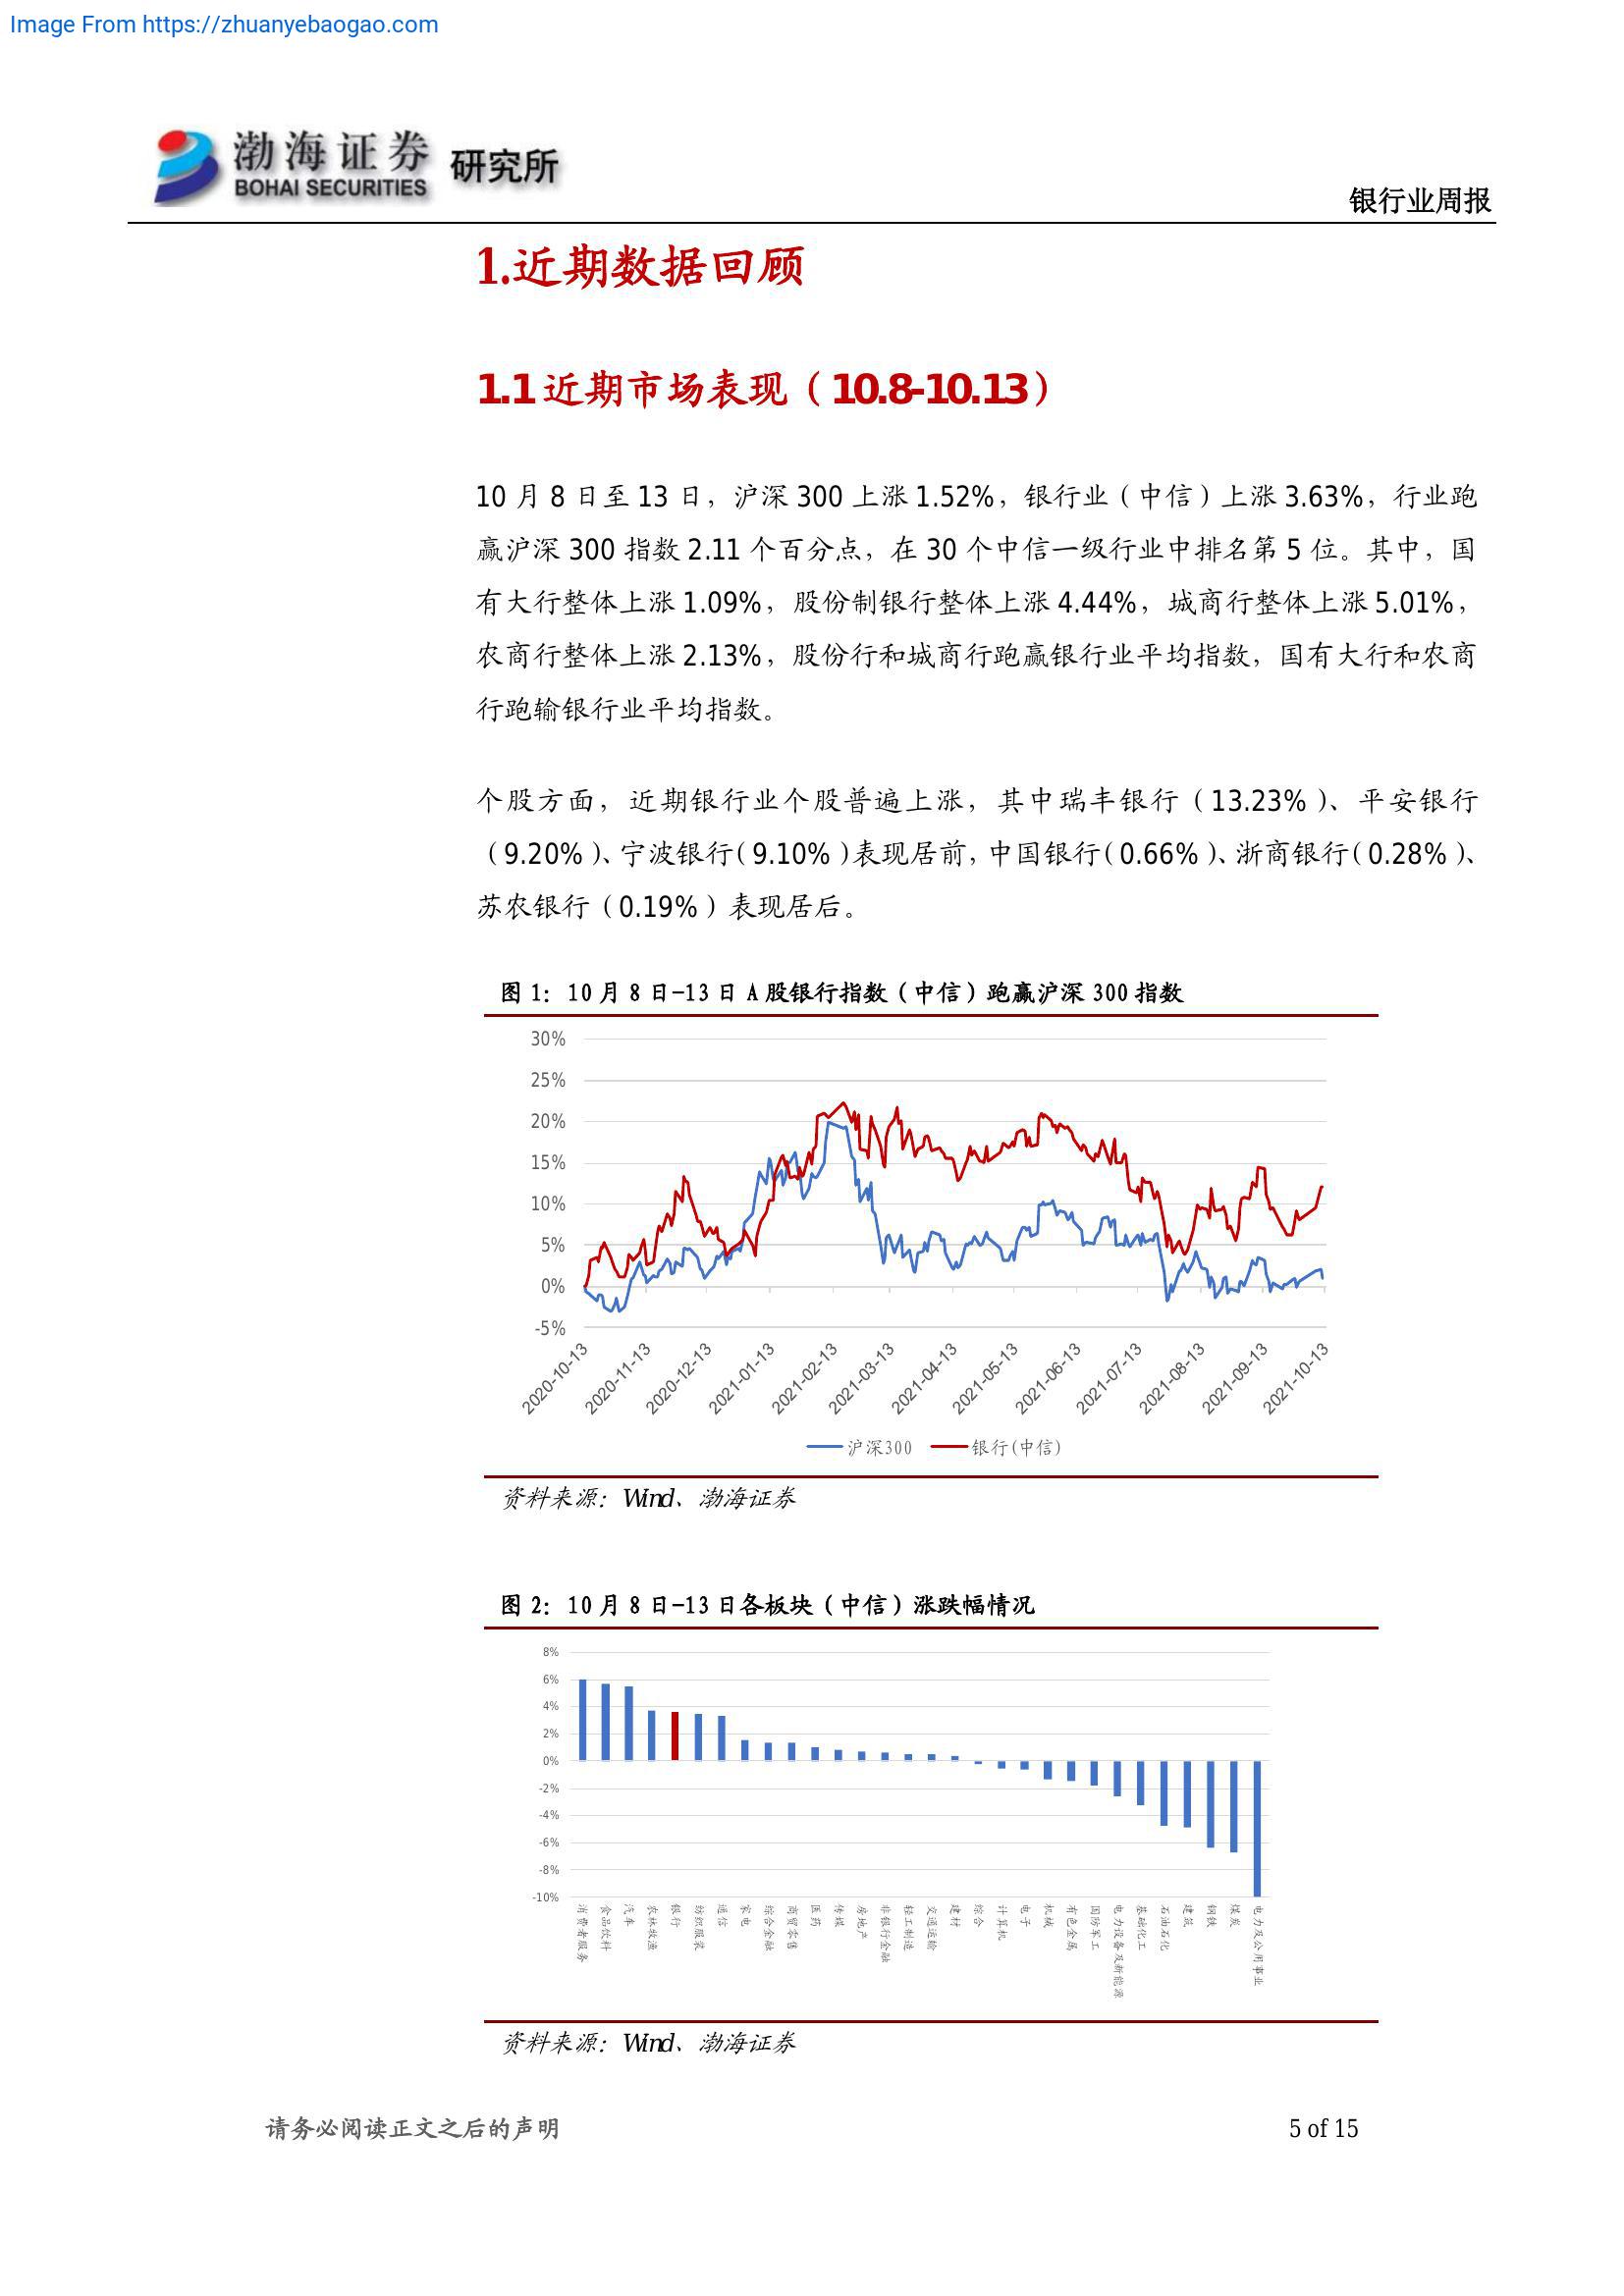 Image From https://zhuanyebaogao.com
渤海证券
BOHAI SECURITIES
研究所
银行业周报
1.近期数据回顾
1.1 近期市场表现（10.8-10.13）
10 月 8 日至 13 日，沪深 300 上涨 1.52%，银行业（中信）上涨 3.63%，行业跑
赢沪深 300 指数 2.11 个百分点，在 30 个中信一级行业中排名第 5 位。其中，国
有大行整体上涨 1.09%，股份制银行整体上涨 4.44%，城商行整体上涨 5.01%，
农商行整体上涨 2.13%，股份行和城商行跑赢银行业平均指数，国有大行和农商
行跑输银行业平均指数。
个股方面，近期银行业个股普遍上涨，其中瑞丰银行（13.23%）、平安银行
（9.20%）、宁波银行（9.10%）表现居前，中国银行（0.66%）、浙商银行（0.28%）、
苏农银行（0.19%）表现居后。
图 1：10 月 8 日-13 日 A 股银行指数（中信）跑赢沪深 300 指数
30%
25%
20%
15%
10%
5%
0%
-5%
2020-10-13
2020-11-13
2020-12-13
2021-01-13
2021-02-13
2021-03-13
2021-04-13
2021-05-13
2021-06-13
2021-07-13
2021-08-13
2021-09-13
2021-10-13
沪深300 银行(中信)
资料来源：Wind、渤海证券
图 2：10 月 8 日-13 日各板块（中信）涨跌幅情况
8%
6%
4%
2%
0%
-2%
-4%
-6%
-8%
-10%
消费者服务
食品饮料
汽车
农林牧渔
银行
纺织服装
通信
家电
综合金融
商贸零售
医药
传媒
房地产
非银行金融
轻工制造
交通运输
建材
综合
计算机
电子
机械
有色金属
国防军工
电力设备及新能源
基础化工
石油石化
建筑
钢铁
煤炭
电力及公用事业
资料来源：Wind、渤海证券
请务必阅读正文之后的声明
5 of 15